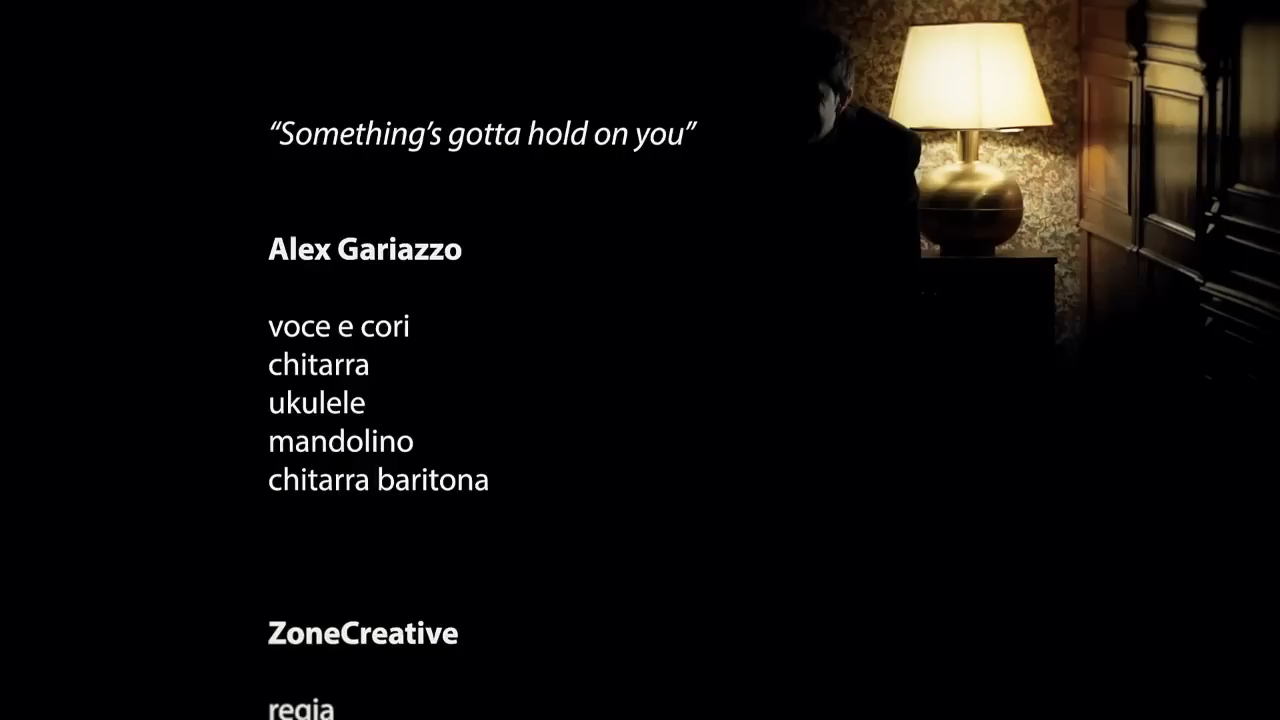 “Something’s gotta hold on you”
Alex Gariazzo
voce e cori
chitarra
ukulele
mandolino
chitarra baritona
ZoneCreative
regia